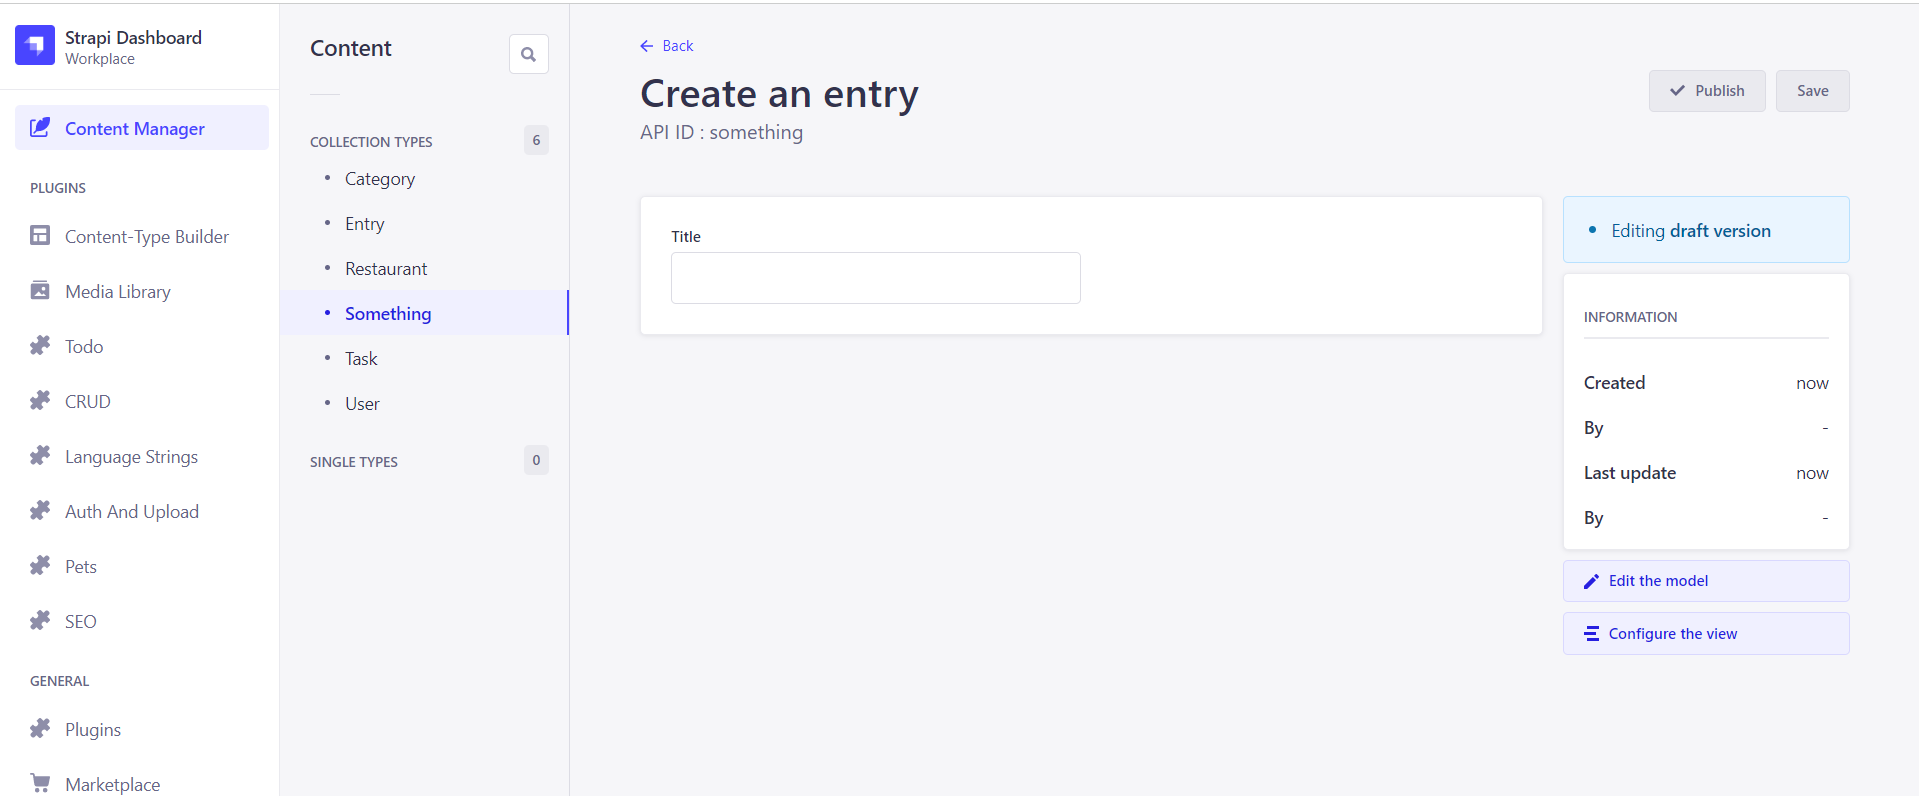 Strapi Dashboard
Workplace
Content Manager
PLUGINS
Content-Type Builder
Media Library
Todo
CRUD
Language Strings
Auth And Upload
Pets
SEO
GENERAL
Plugins
Marketplace
Content
COLLECTION TYPES 6
Category
Entry
Restaurant
Something
Task
User
SINGLE TYPES 0
Back
Create an entry
API ID : something
Publish
Save
Title
Editing draft version
INFORMATION
Created now
By -
Last update now
By -
Edit the model
Configure the view